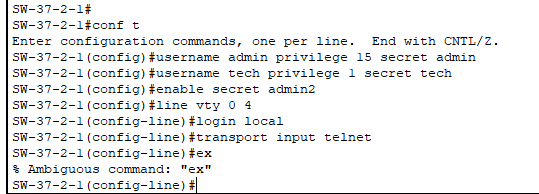 SW-37-2-1#
SW-37-2-1#conf t
Enter configuration commands, one per line.  End with CNTL/Z.
SW-37-2-1(config)#username admin privilege 15 secret admin
SW-37-2-1(config)#username tech privilege 1 secret tech
SW-37-2-1(config)#enable secret admin2
SW-37-2-1(config)#line vty 0 4
SW-37-2-1(config-line)#login local
SW-37-2-1(config-line)#transport input telnet
SW-37-2-1(config-line)#ex
% Ambiguous command: "ex"
SW-37-2-1(config-line)#